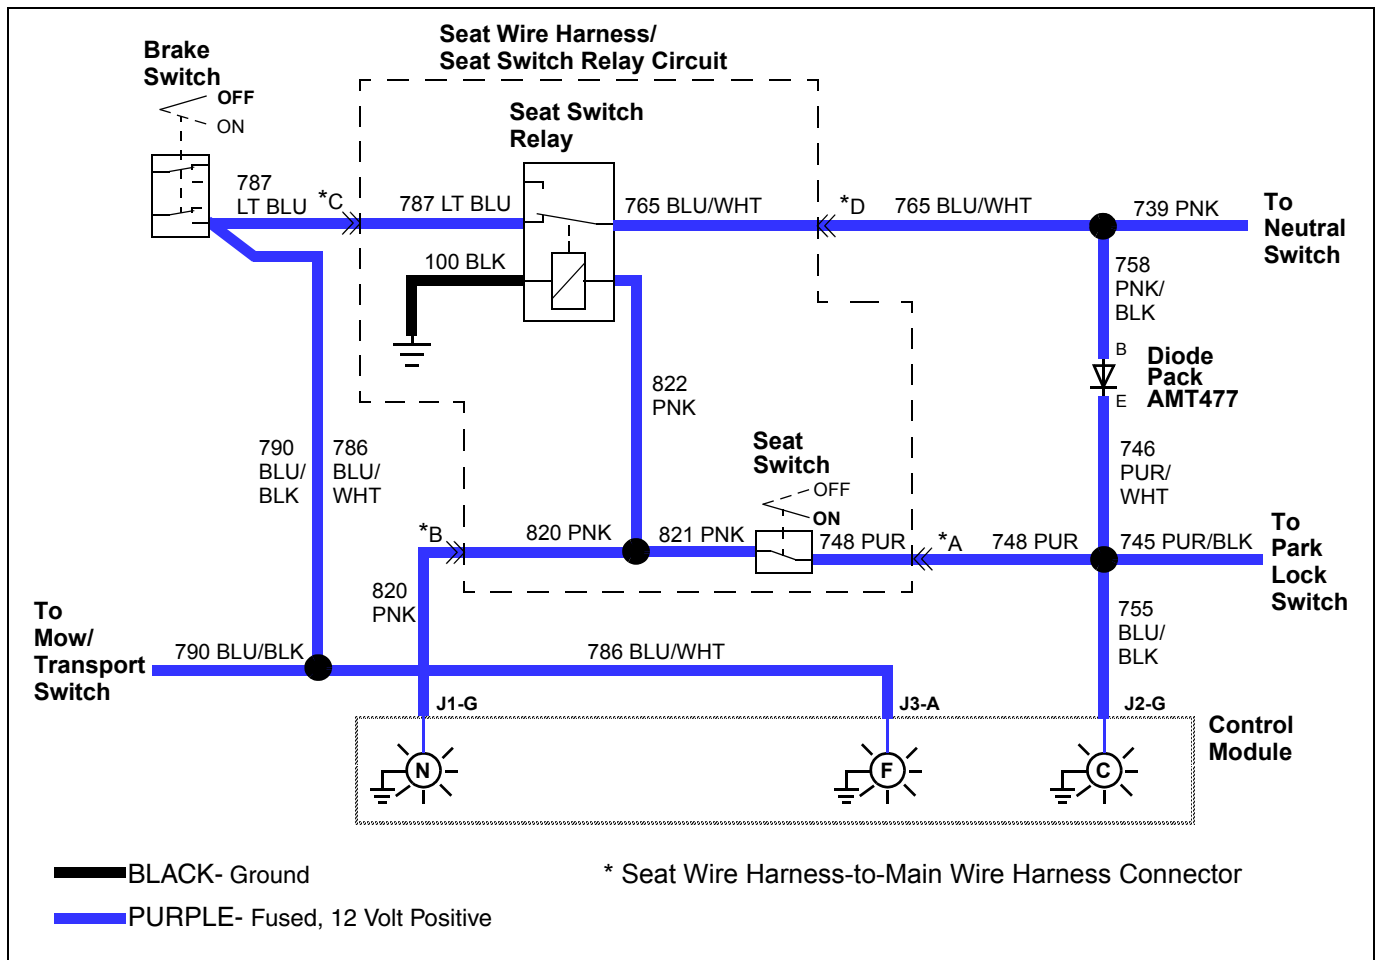 Seat Wire Harness/
Seat Switch Relay Circuit
Brake
Switch
OFF
ON
Seat Switch
Relay
787
LT BLU
*C
787 LT BLU
765 BLU/WHT
*D
765 BLU/WHT
739 PNK
To
Neutral
Switch
100 BLK
758
PNK/
BLK
B
E
Diode
Pack
AMT477
822
PNK
790
BLU/
BLK
786
BLU/
WHT
Seat
Switch
OFF
ON
746
PUR/
WHT
*B
820 PNK
821 PNK
748 PUR
*A
748 PUR
745 PUR/BLK
To
Park
Lock
Switch
820
PNK
755
BLU/
BLK
To
Mow/
Transport
Switch
790 BLU/BLK
786 BLU/WHT
J1-G
J3-A
J2-G
Control
Module
N
F
C
BLACK- Ground
* Seat Wire Harness-to-Main Wire Harness Connector
PURPLE- Fused, 12 Volt Positive